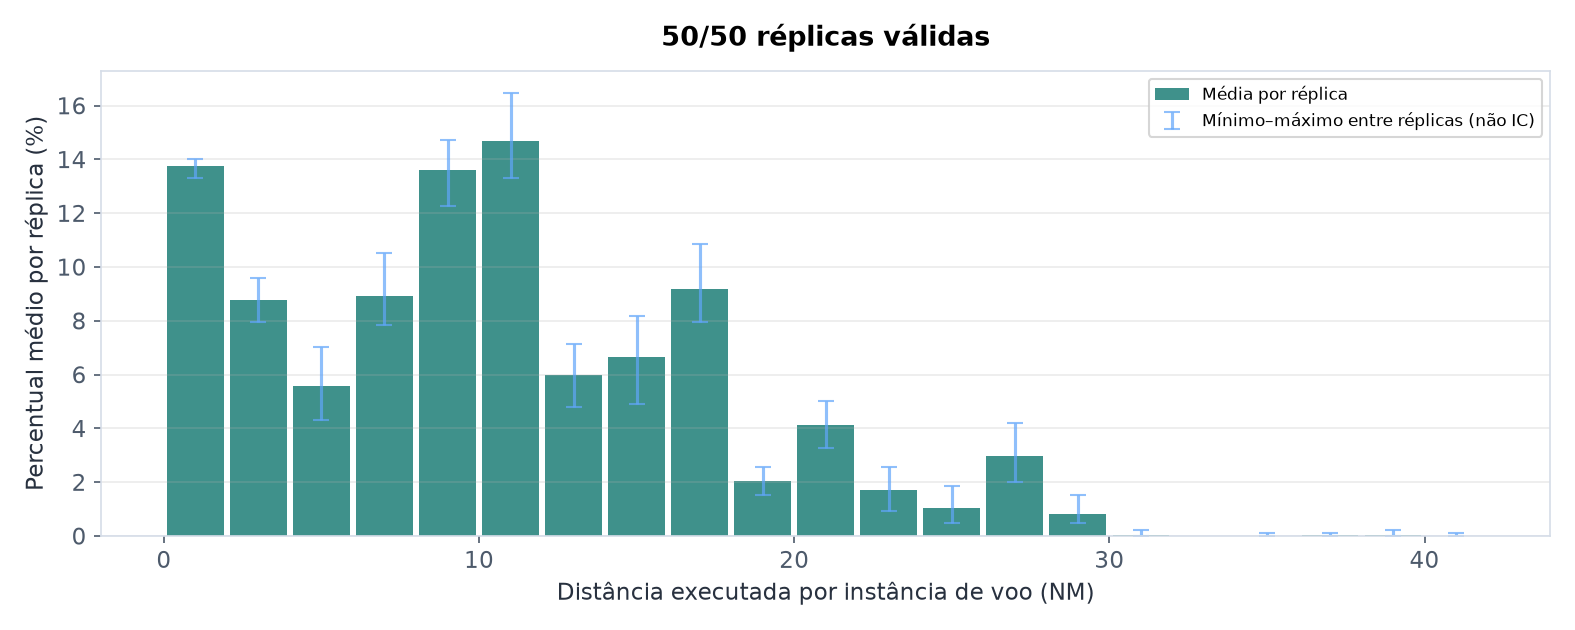 50/50 réplicas válidas
Média por réplica
Mínimo–máximo entre réplicas (não IC)
Percentual médio por réplica (%)
16
14
12
10
8
6
4
2
0
0 10 20 30 40
Distância executada por instância de voo (NM)